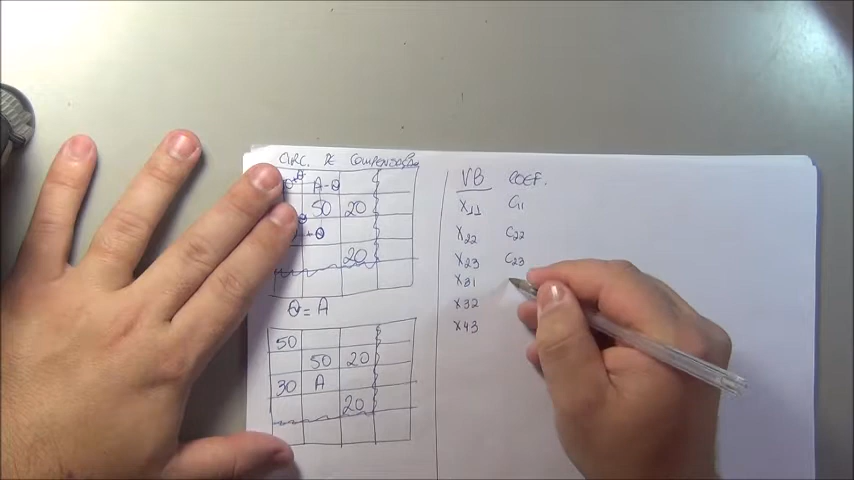 CIRC. DE COMPENSAÇÃO
A-θ
50 20
20
θ = A
50
50 20
30 A
20
VB COEF.
X11 C11
X22 C22
X23 C23
X31
X32
X43